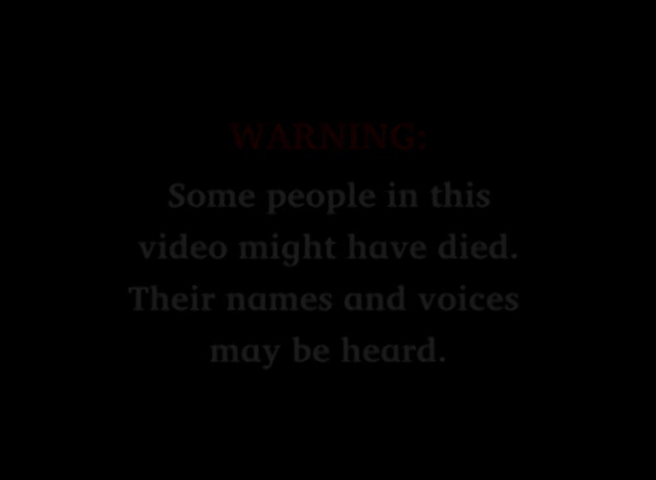 WARNING:
Some people in this
video might have died.
Their names and voices
may be heard.